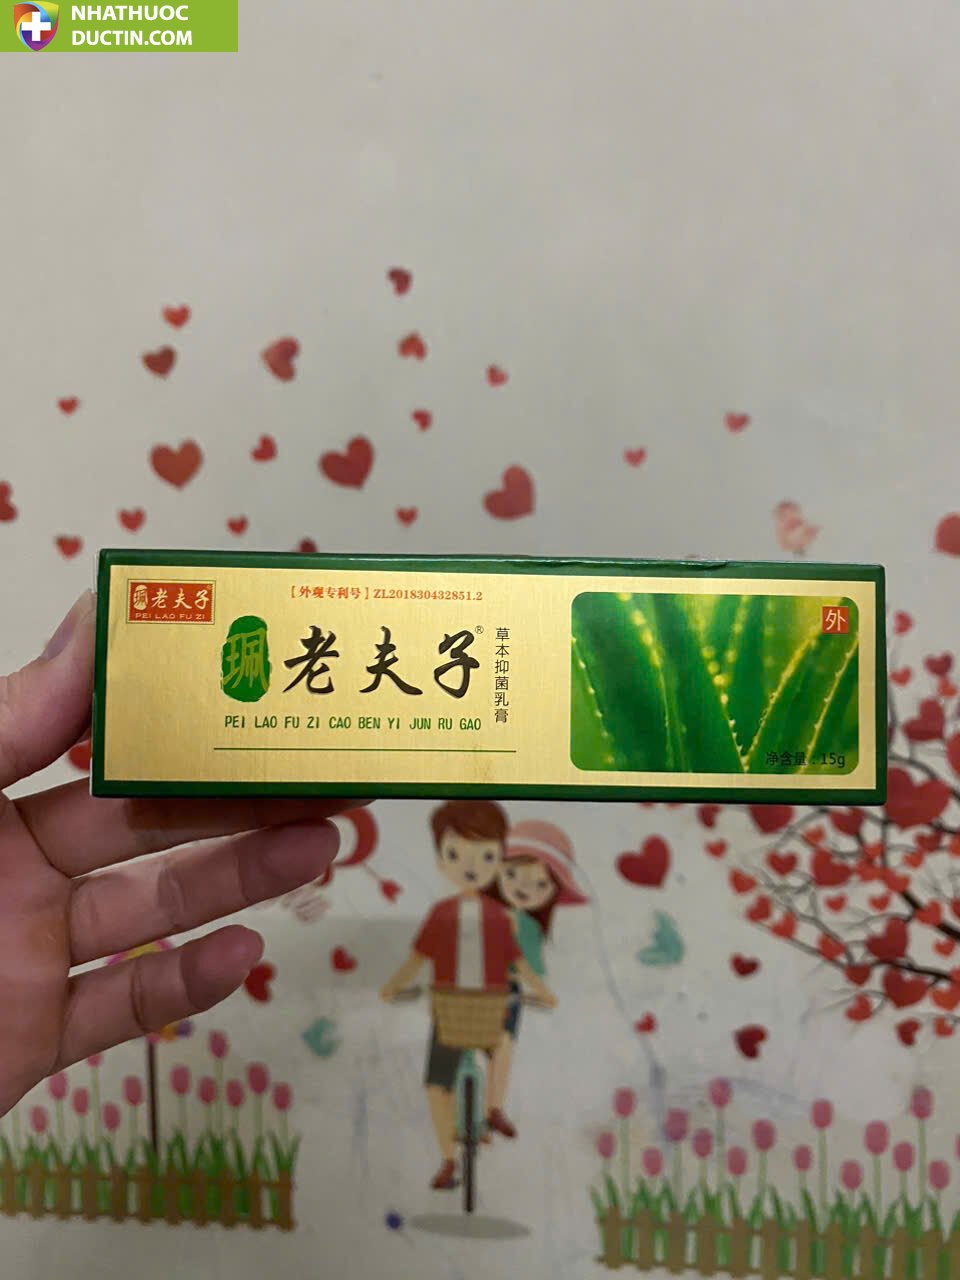 NHATHUOC
DUCTIN.COM
珮老夫子
PEI LAO FU ZI
【外观专利号】ZL201830432851.2
珮老夫子®
草本抑菌乳膏
PEI LAO FU ZI CAO BEN YI JUN RU GAO
外
净含量:15g